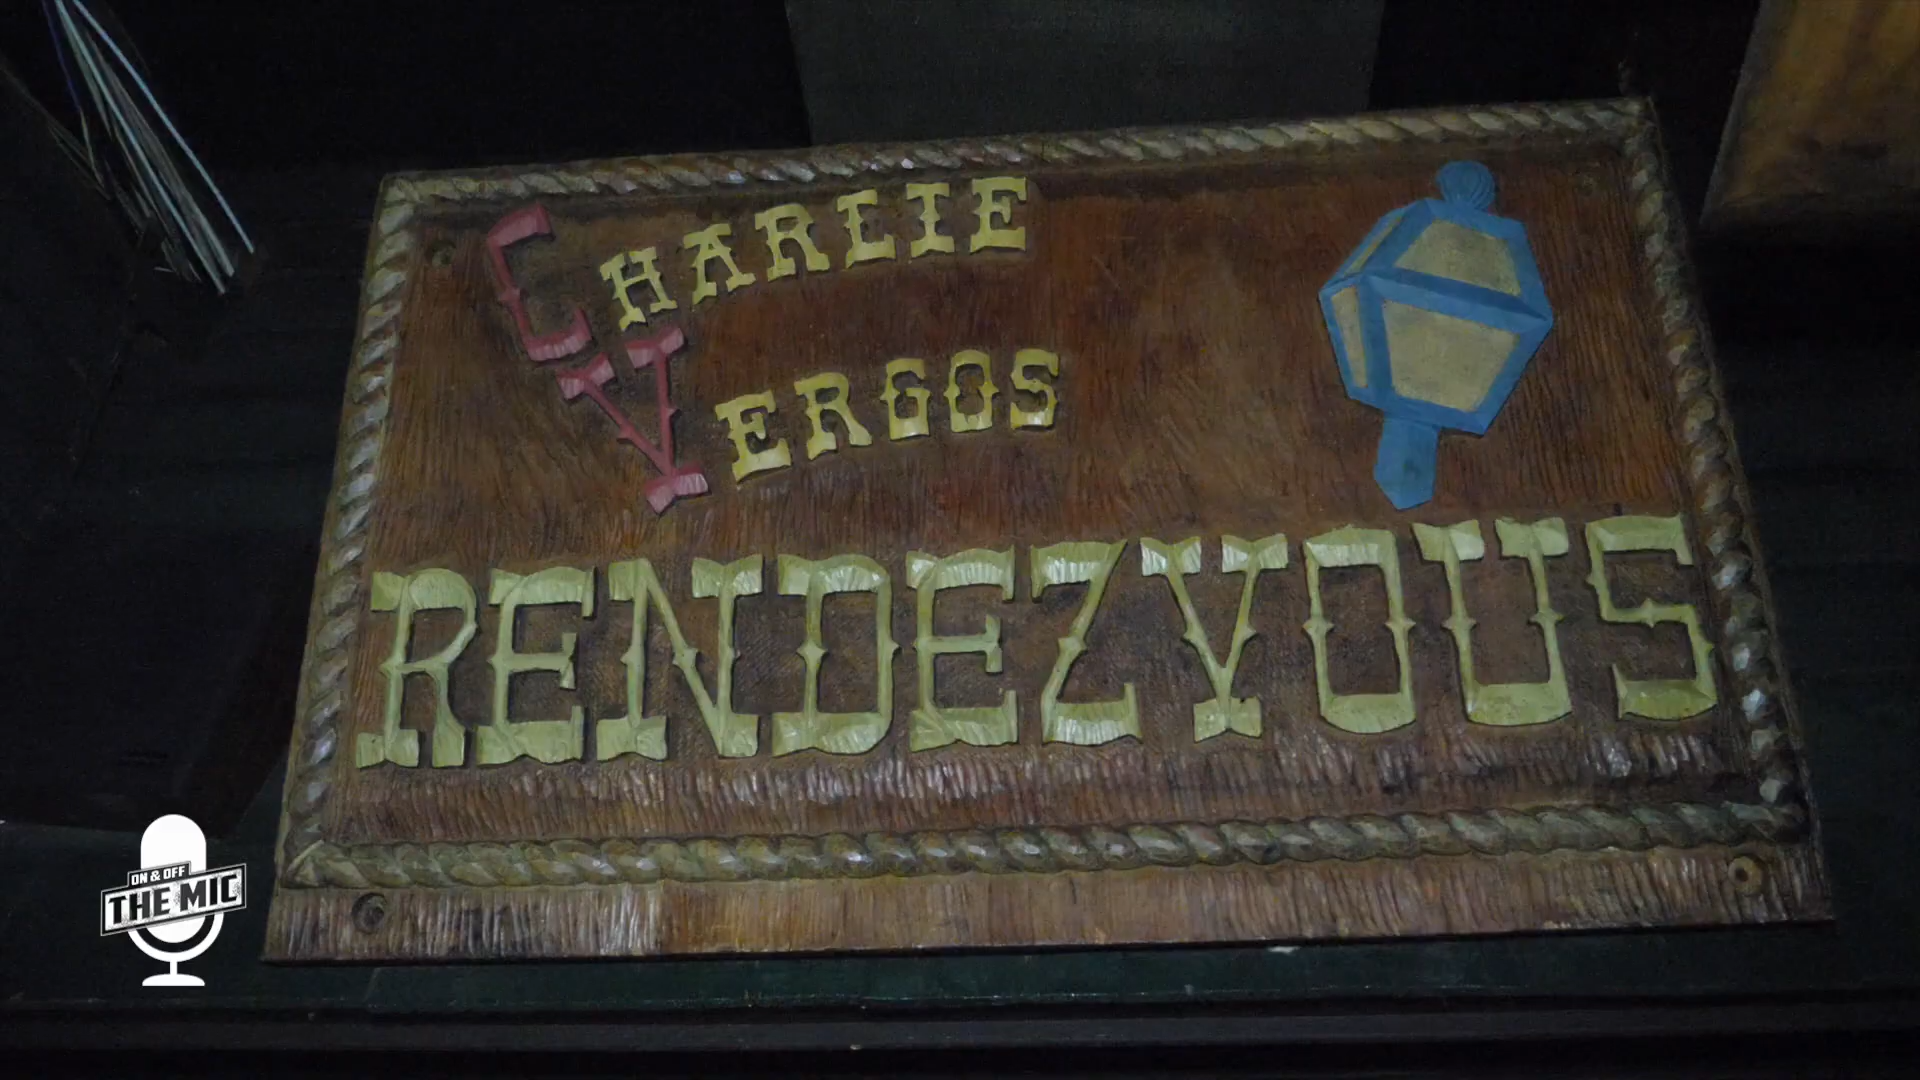 CHARLIE
VERGOS
RENDEZVOUS
ON & OFF
THE MIC